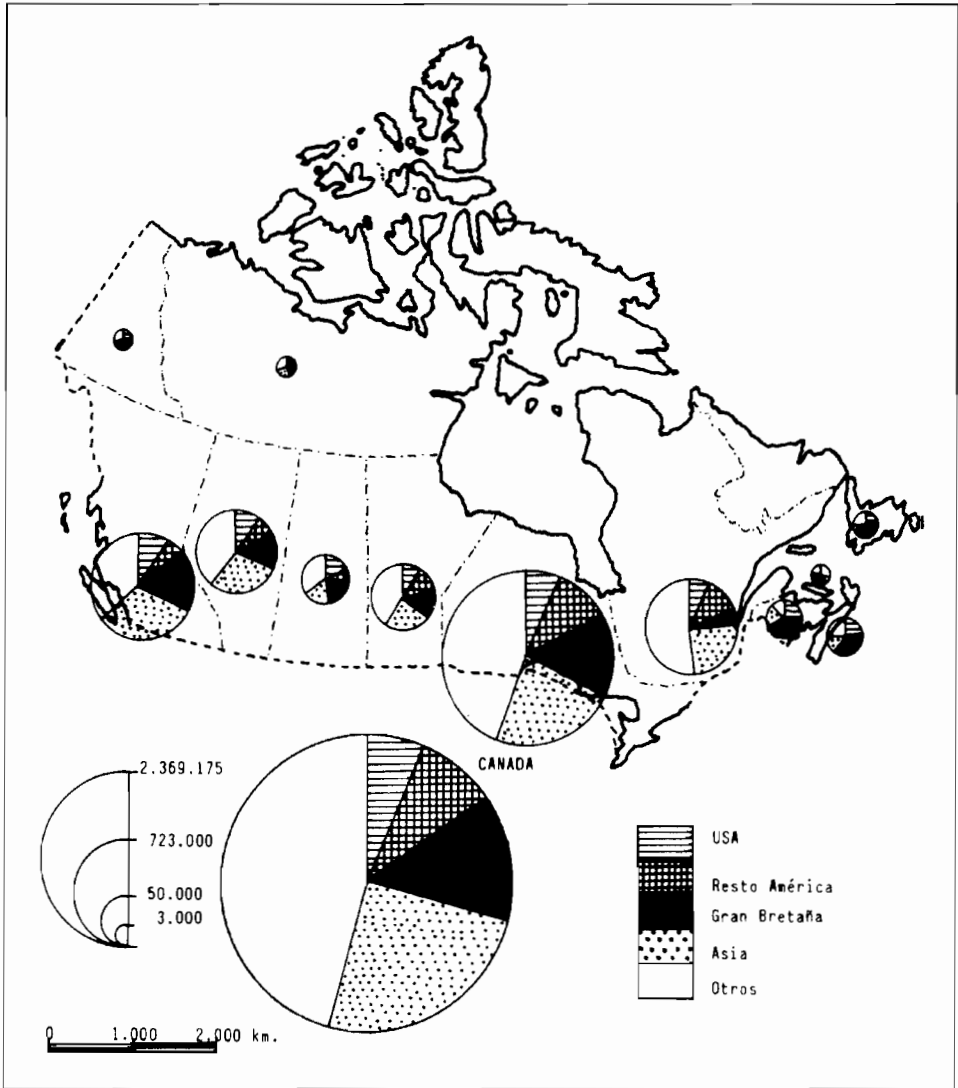 CANADA
2.369.175
723.000
50.000
3.000
USA
Resto América
Gran Bretaña
Asia
Otros
0 1.000 2.000 km.